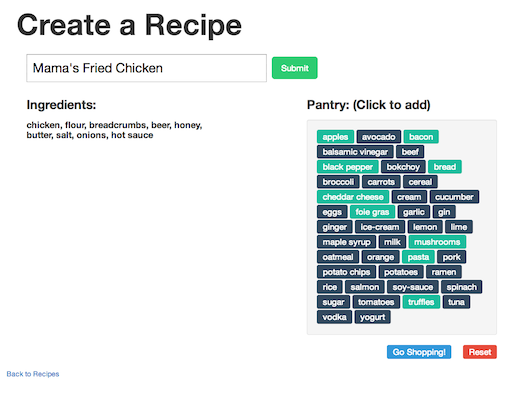 Create a Recipe
Mama's Fried Chicken
Submit
Ingredients:
chicken, flour, breadcrumbs, beer, honey,
butter, salt, onions, hot sauce
Pantry: (Click to add)
apples avocado bacon
balsamic vinegar beef
black pepper bokchoy bread
broccoli carrots cereal
cheddar cheese cream cucumber
eggs foie gras garlic gin
ginger ice-cream lemon lime
maple syrup milk mushrooms
oatmeal orange pasta pork
potato chips potatoes ramen
rice salmon soy-sauce spinach
sugar tomatoes truffles tuna
vodka yogurt
Go Shopping! Reset
Back to Recipes